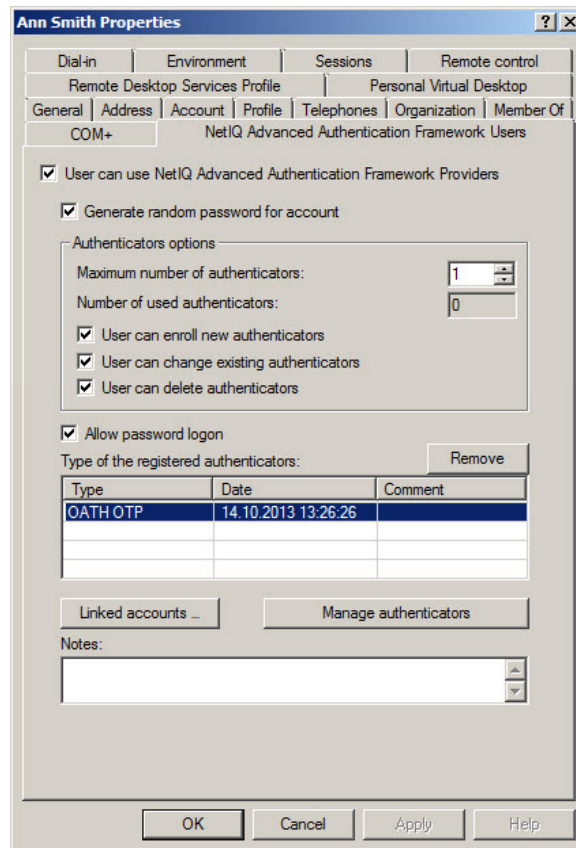 Ann Smith Properties
Dial-in Environment Sessions Remote control
Remote Desktop Services Profile Personal Virtual Desktop
General Address Account Profile Telephones Organization Member Of
COM+ NetIQ Advanced Authentication Framework Users
User can use NetIQ Advanced Authentication Framework Providers
Generate random password for account
Authenticators options
Maximum number of authenticators: 1
Number of used authenticators: 0
User can enroll new authenticators
User can change existing authenticators
User can delete authenticators
Allow password logon
Type of the registered authenticators: Remove
Type Date Comment
OATH OTP 14.10.2013 13:26:26
Linked accounts ... Manage authenticators
Notes:
OK Cancel Apply Help